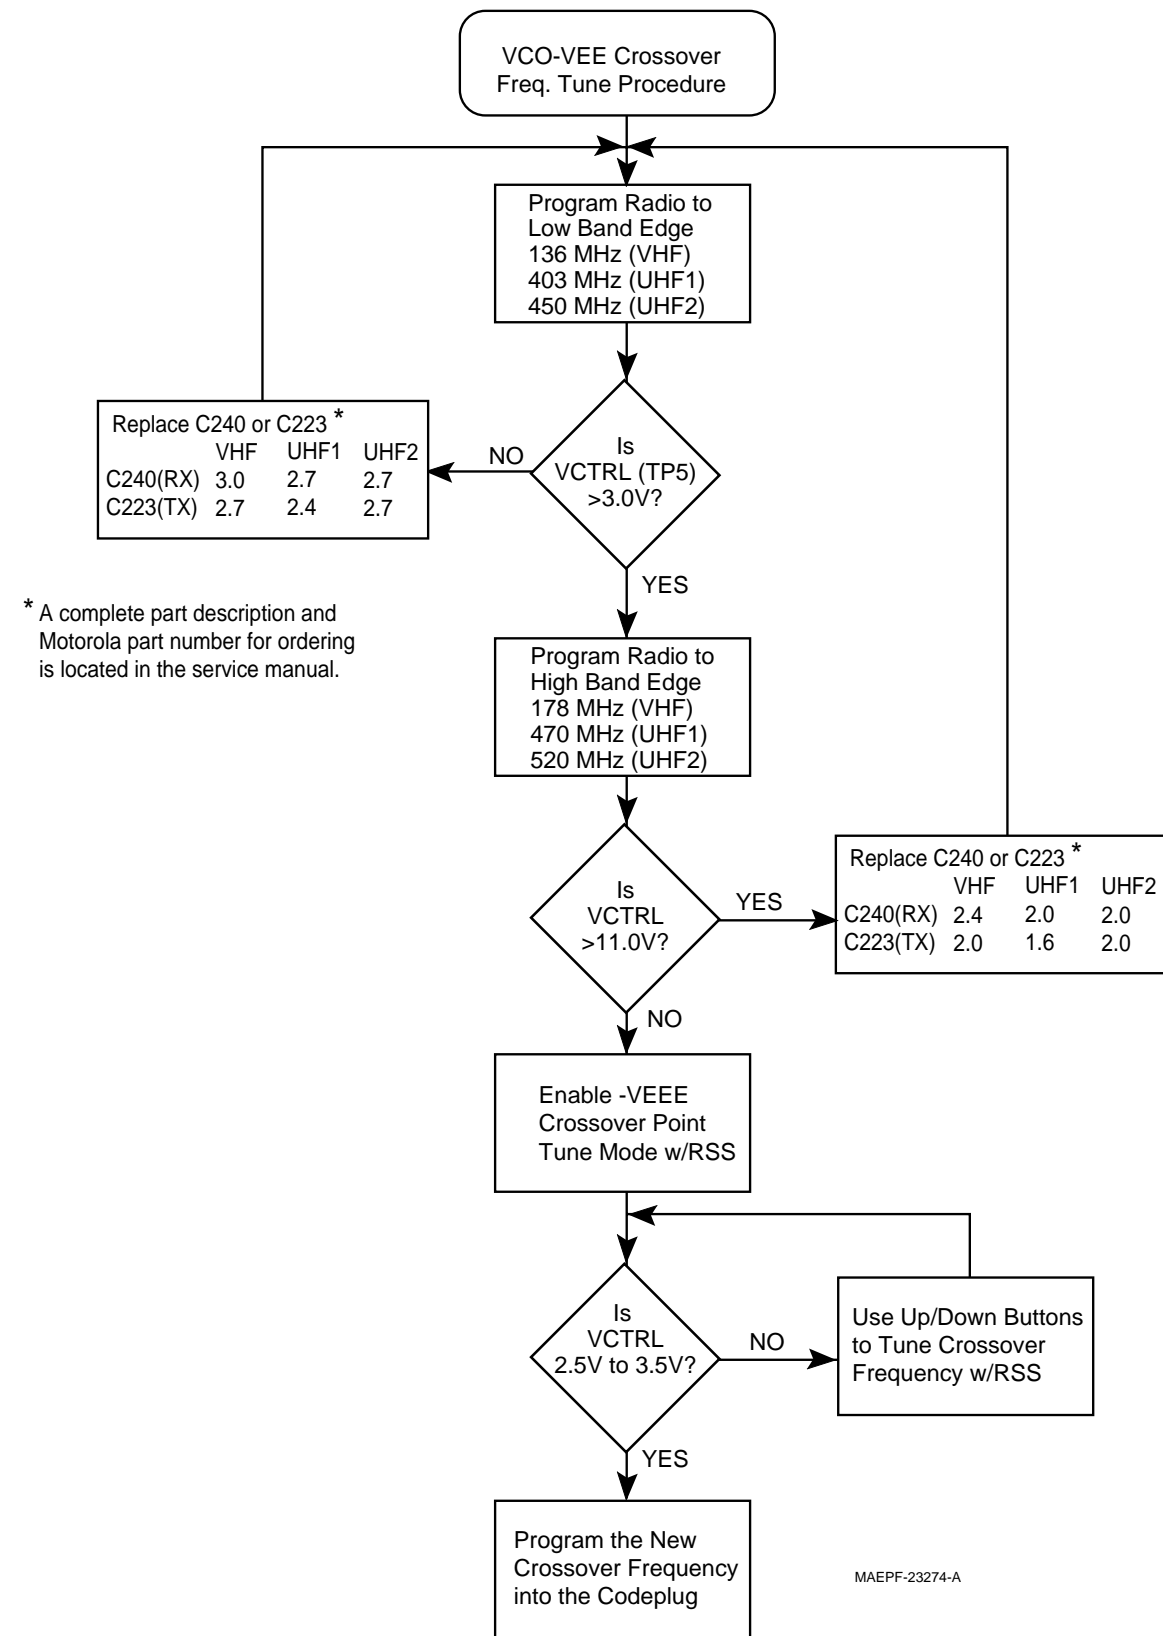 VCO-VEE Crossover
Freq. Tune Procedure
Program Radio to
Low Band Edge
136 MHz (VHF)
403 MHz (UHF1)
450 MHz (UHF2)
Is
VCTRL (TP5)
>3.0V?
NO
Replace C240 or C223 *
VHF UHF1 UHF2
C240(RX) 3.0 2.7 2.7
C223(TX) 2.7 2.4 2.7
YES
* A complete part description and
Motorola part number for ordering
is located in the service manual.
Program Radio to
High Band Edge
178 MHz (VHF)
470 MHz (UHF1)
520 MHz (UHF2)
Is
VCTRL
>11.0V?
YES
Replace C240 or C223 *
VHF UHF1 UHF2
C240(RX) 2.4 2.0 2.0
C223(TX) 2.0 1.6 2.0
NO
Enable -VEEE
Crossover Point
Tune Mode w/RSS
Is
VCTRL
2.5V to 3.5V?
NO
Use Up/Down Buttons
to Tune Crossover
Frequency w/RSS
YES
Program the New
Crossover Frequency
into the Codeplug
MAEPF-23274-A